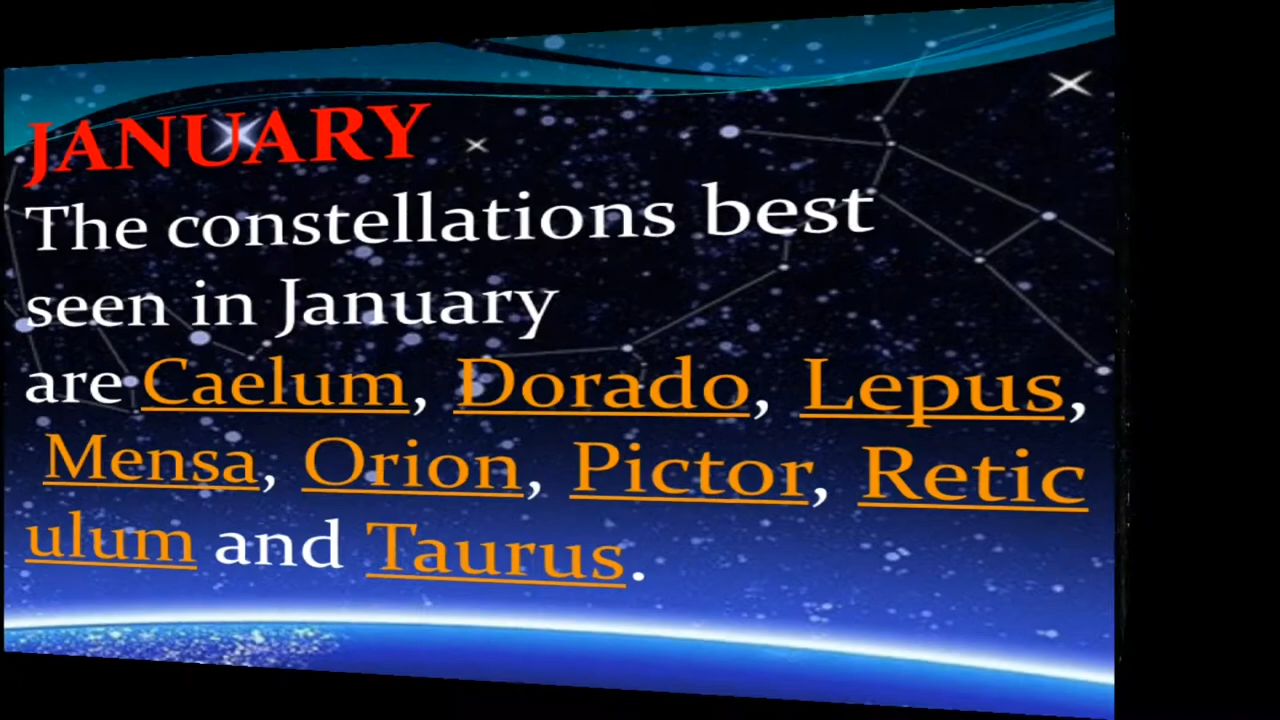 JANUARY
The constellations best
seen in January
are Caelum, Dorado, Lepus,
Mensa, Orion, Pictor, Retic
ulum and Taurus.